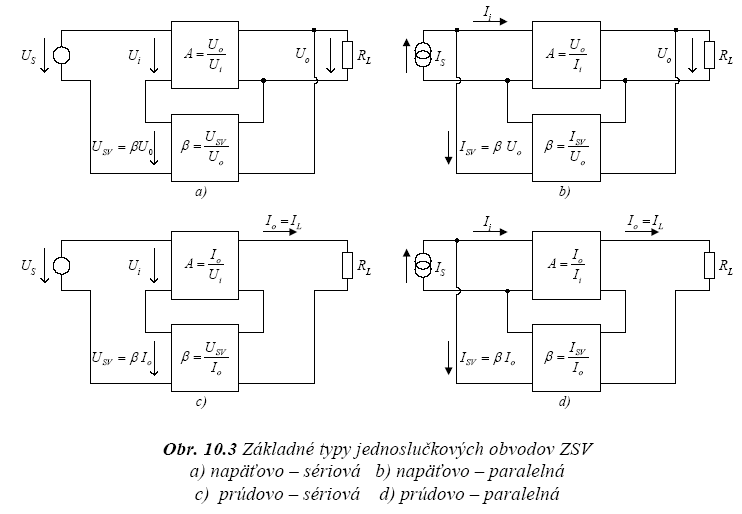 U_S U_i A = U_o/U_i U_o R_L
U_SV = βU_0 β = U_SV/U_o
a)
I_i
I_S A = U_o/I_i U_o R_L
I_SV = β U_o β = I_SV/U_o
b)
I_o = I_L
U_S U_i A = I_o/U_i R_L
U_SV = β I_o β = U_SV/I_o
c)
I_i I_o = I_L
I_S A = I_o/I_i R_L
I_SV = β I_o β = I_SV/I_o
d)
Obr. 10.3 Základné typy jednoslučkových obvodov ZSV
a) napäťovo – sériová b) napäťovo – paralelná
c) prúdovo – sériová d) prúdovo – paralelná